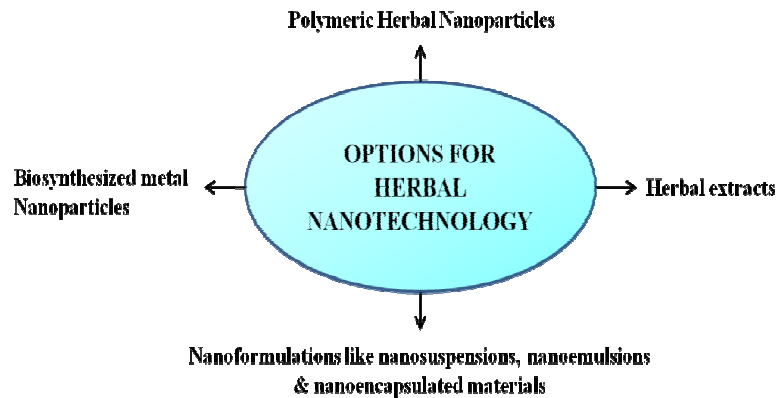 Polymeric Herbal Nanoparticles
OPTIONS FOR
HERBAL
NANOTECHNOLOGY
Biosynthesized metal
Nanoparticles
Herbal extracts
Nanoformulations like nanosuspensions, nanoemulsions
& nanoencapsulated materials